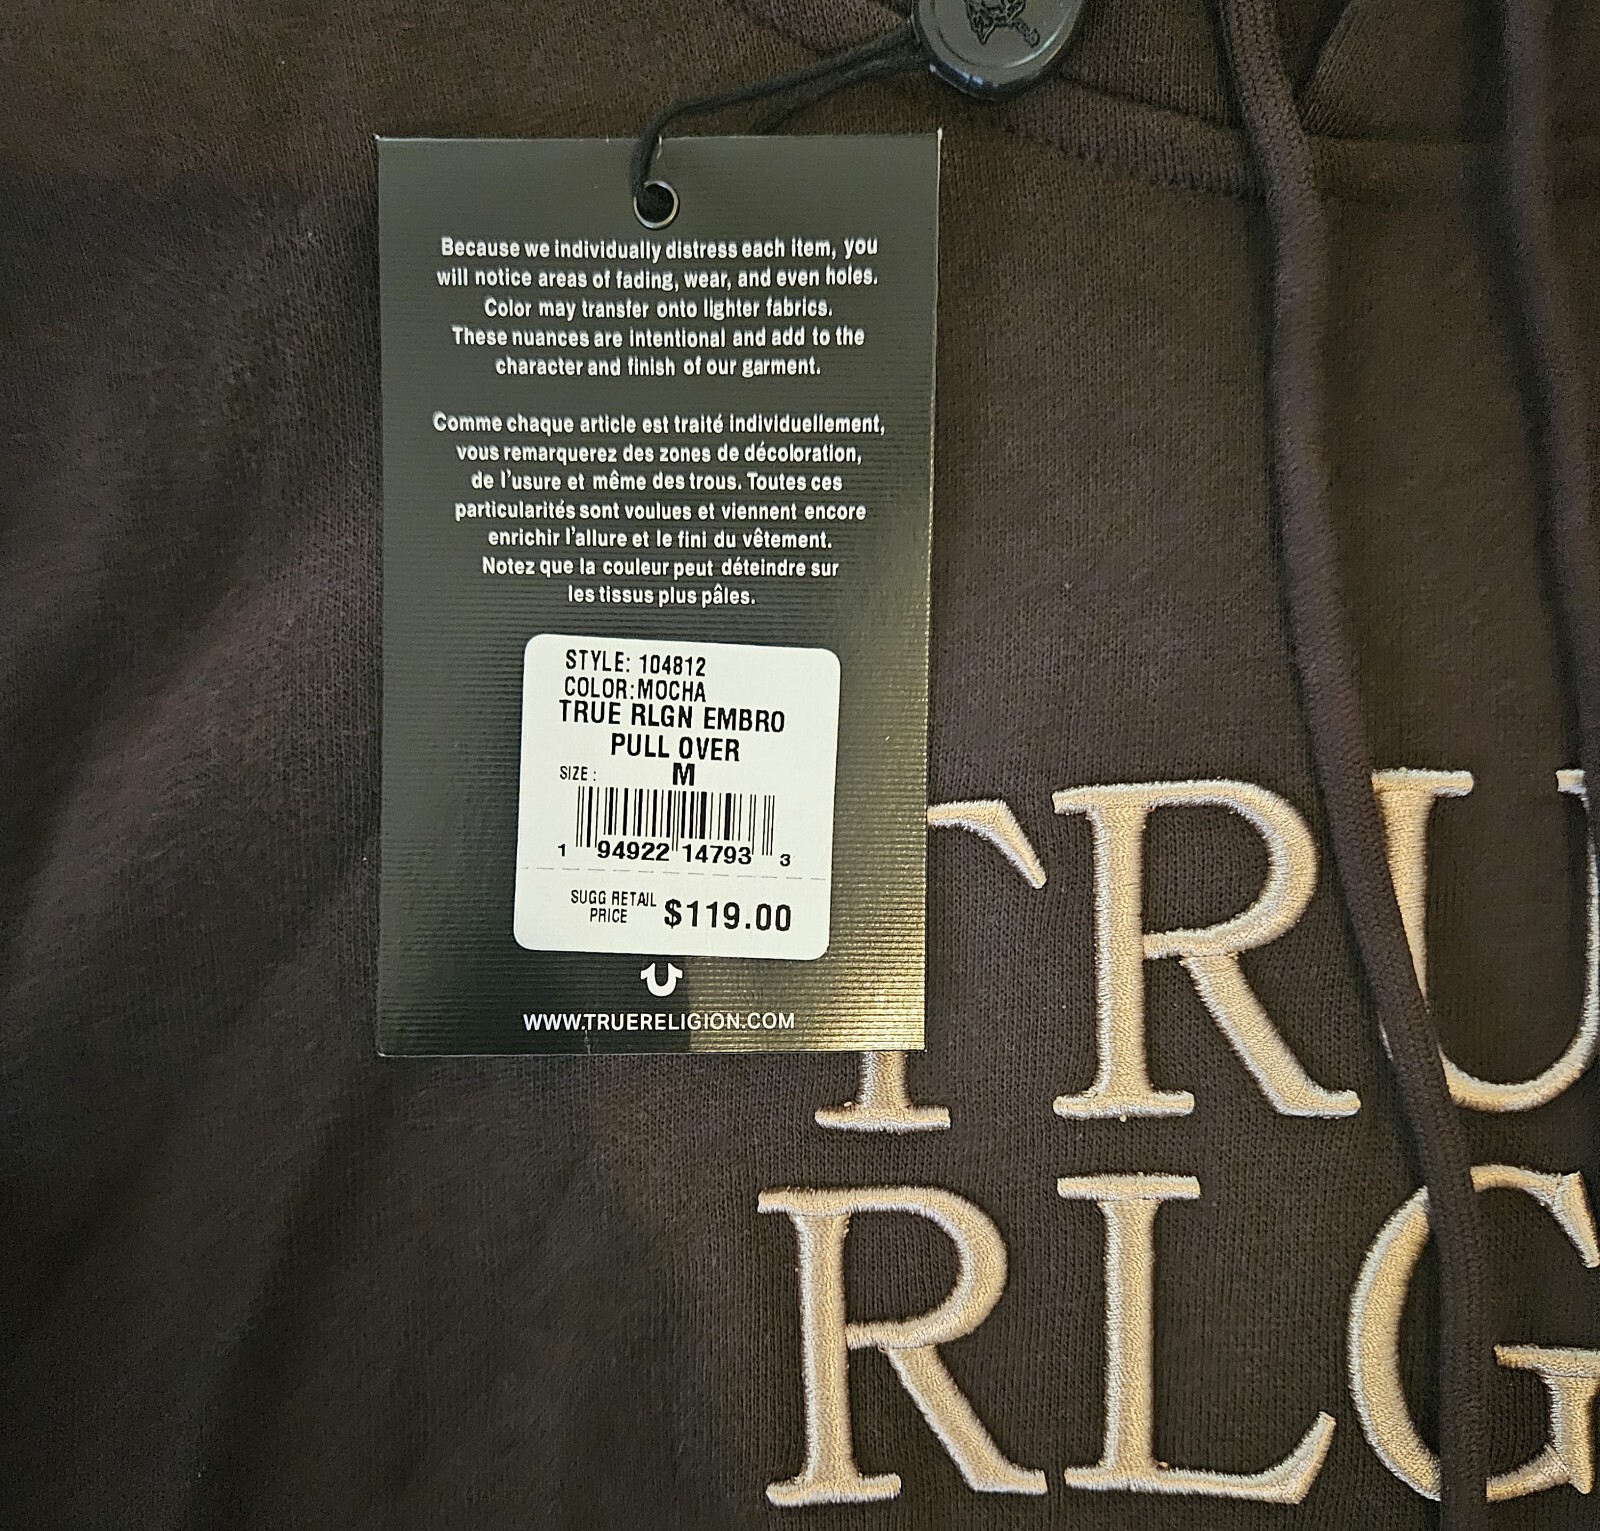 Because we individually distress each item, you
will notice areas of fading, wear, and even holes.
Color may transfer onto lighter fabrics.
These nuances are intentional and add to the
character and finish of our garment.
Comme chaque article est traité individuellement,
vous remarquerez des zones de décoloration,
de l'usure et même des trous. Toutes ces
particularités sont voulues et viennent encore
enrichir l'allure et le fini du vêtement.
Notez que la couleur peut déteindre sur
les tissus plus pâles.
STYLE: 104812
COLOR:MOCHA
TRUE RLGN EMBRO
PULL OVER
SIZE: M
1 94922 14793 3
SUGG RETAIL
PRICE $119.00
WWW.TRUERELIGION.COM
TRU
RLG